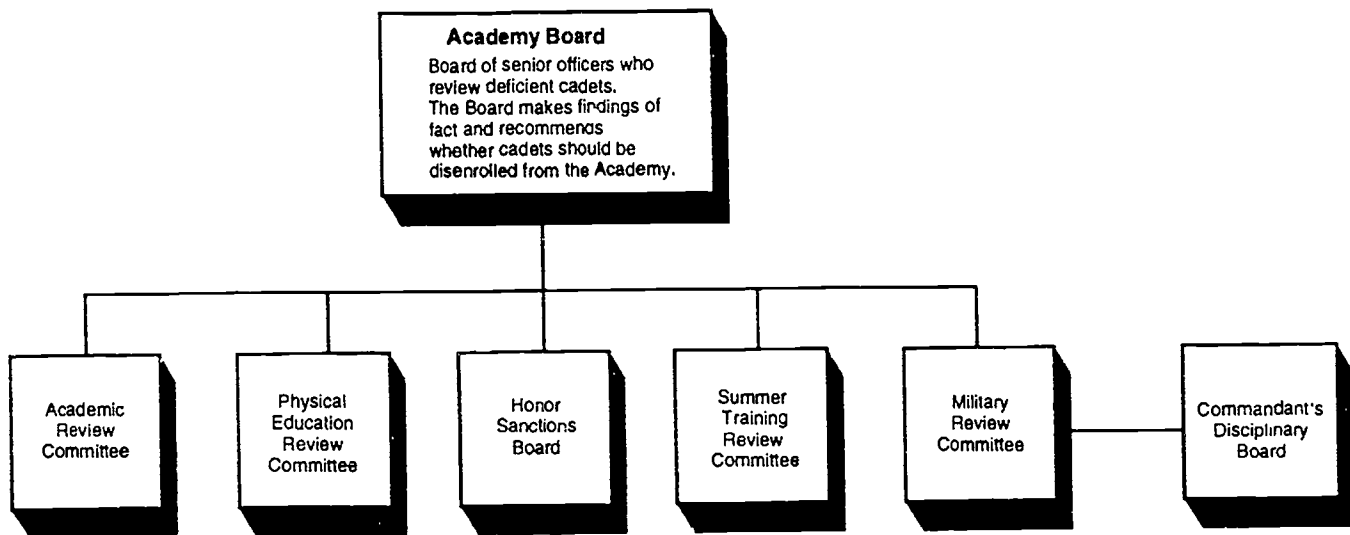 Academy Board
Board of senior officers who
review deficient cadets.
The Board makes findings of
fact and recommends
whether cadets should be
disenrolled from the Academy.
Academic
Review
Committee
Physical
Education
Review
Committee
Honor
Sanctions
Board
Summer
Training
Review
Committee
Military
Review
Committee
Commandant's
Disciplinary
Board